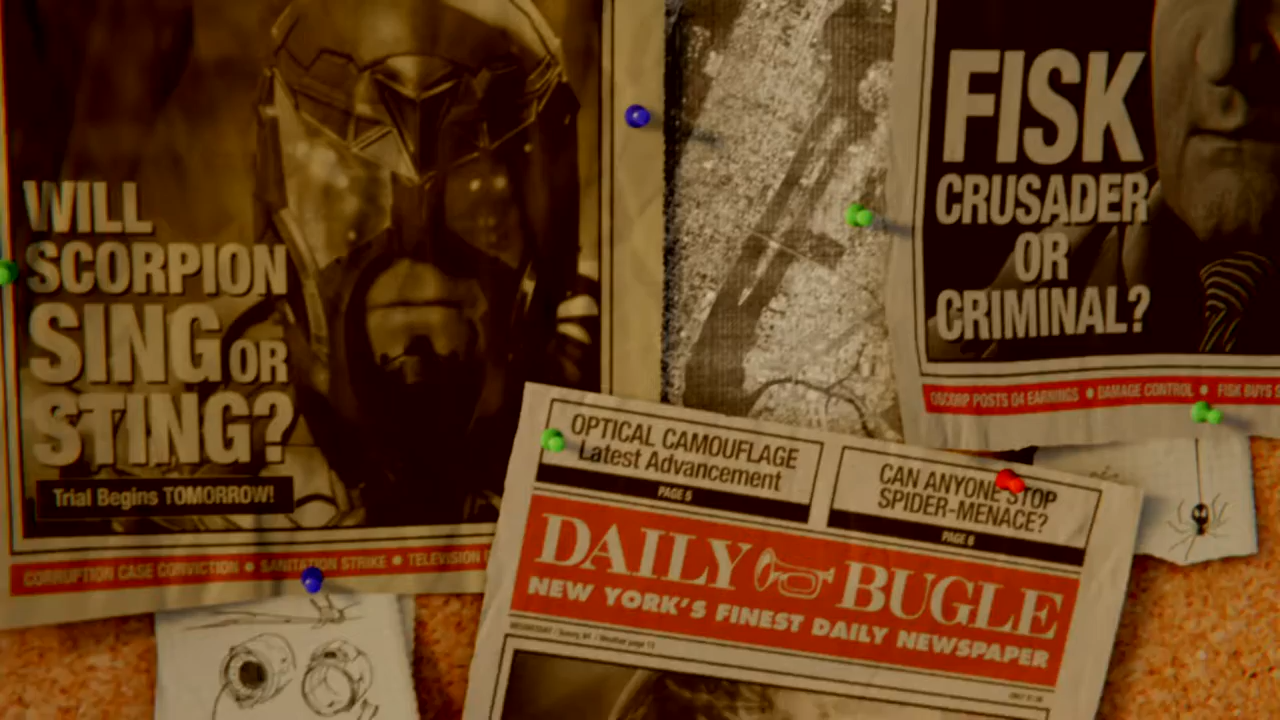 WILL
SCORPION
SING OR
STING?
Trial Begins TOMORROW!
CORRUPTION CASE CONVICTION • SANITATION STRIKE • TELEVISION
FISK
CRUSADER
OR
CRIMINAL?
OSCORP POSTS Q4 EARNINGS • DAMAGE CONTROL • FISK BUYS
OPTICAL CAMOUFLAGE
Latest Advancement
PAGE 5
CAN ANYONE STOP
SPIDER-MENACE?
PAGE 6
DAILY BUGLE
NEW YORK'S FINEST DAILY NEWSPAPER